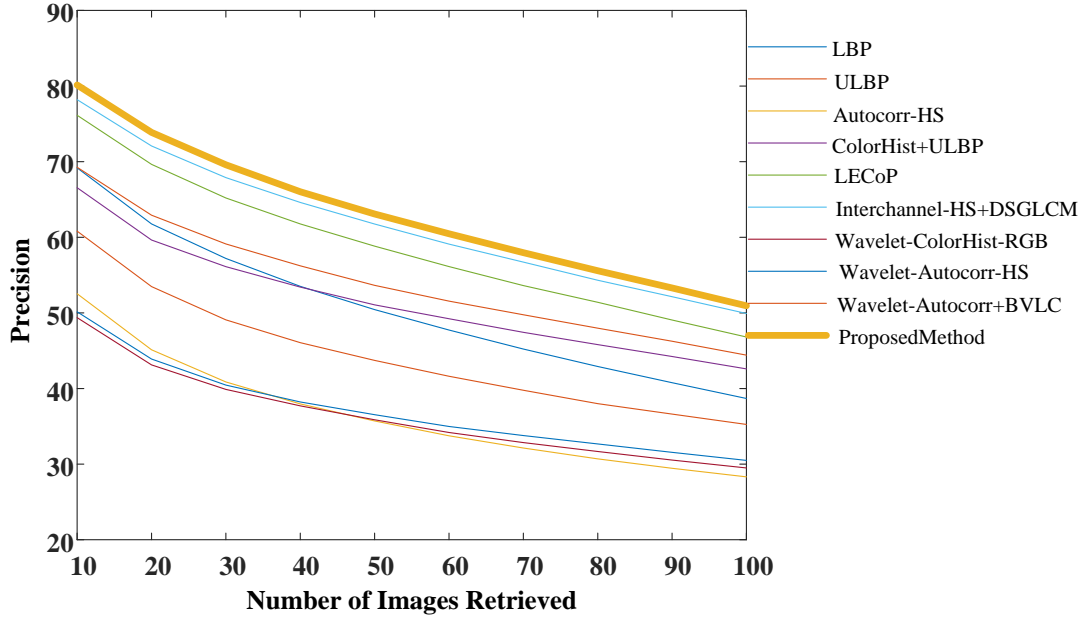 90
80
70
60
50
40
30
20
Precision
10
20
30
40
50
60
70
80
90
100
Number of Images Retrieved
LBP
ULBP
Autocorr-HS
ColorHist+ULBP
LECoP
Interchannel-HS+DSGLCM
Wavelet-ColorHist-RGB
Wavelet-Autocorr-HS
Wavelet-Autocorr+BVLC
ProposedMethod